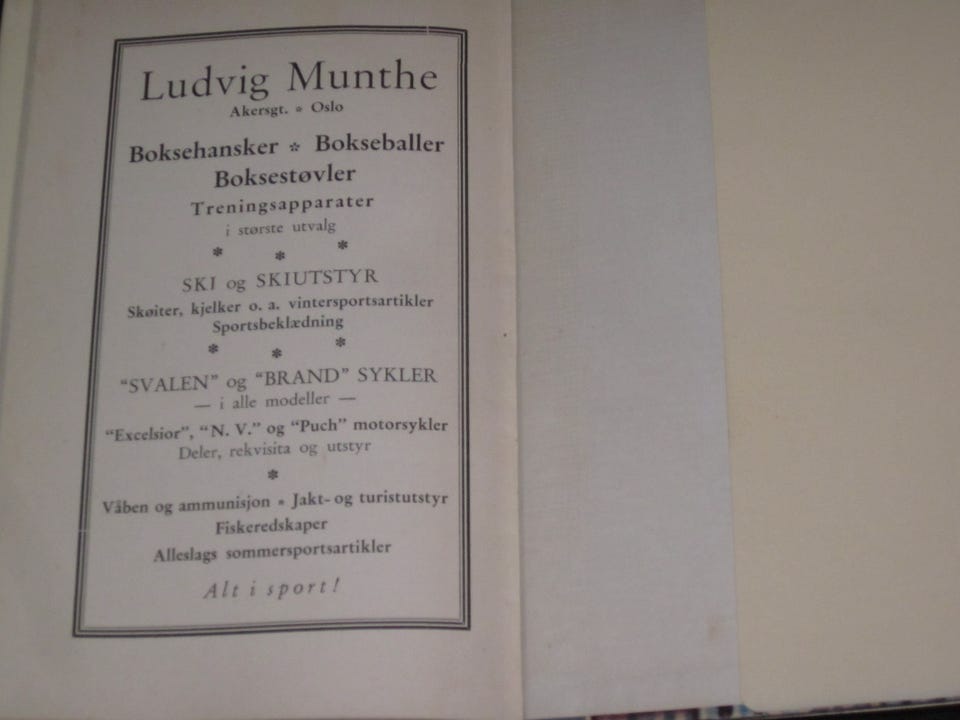 Ludvig Munthe
Akersgt. * Oslo
Boksehansker * Bokseballer
Boksestøvler
Treningsapparater
i største utvalg
* * *
SKI og SKIUTSTYR
Skøiter, kjelker o. a. vintersportsartikler
Sportsbeklædning
* * *
"SVALEN" og "BRAND" SYKLER
— i alle modeller —
"Excelsior", "N. V." og "Puch" motorsykler
Deler, rekvisita og utstyr
*
Våben og ammunisjon * Jakt- og turistutstyr
Fiskeredskaper
Alleslags sommersportsartikler
Alt i sport!